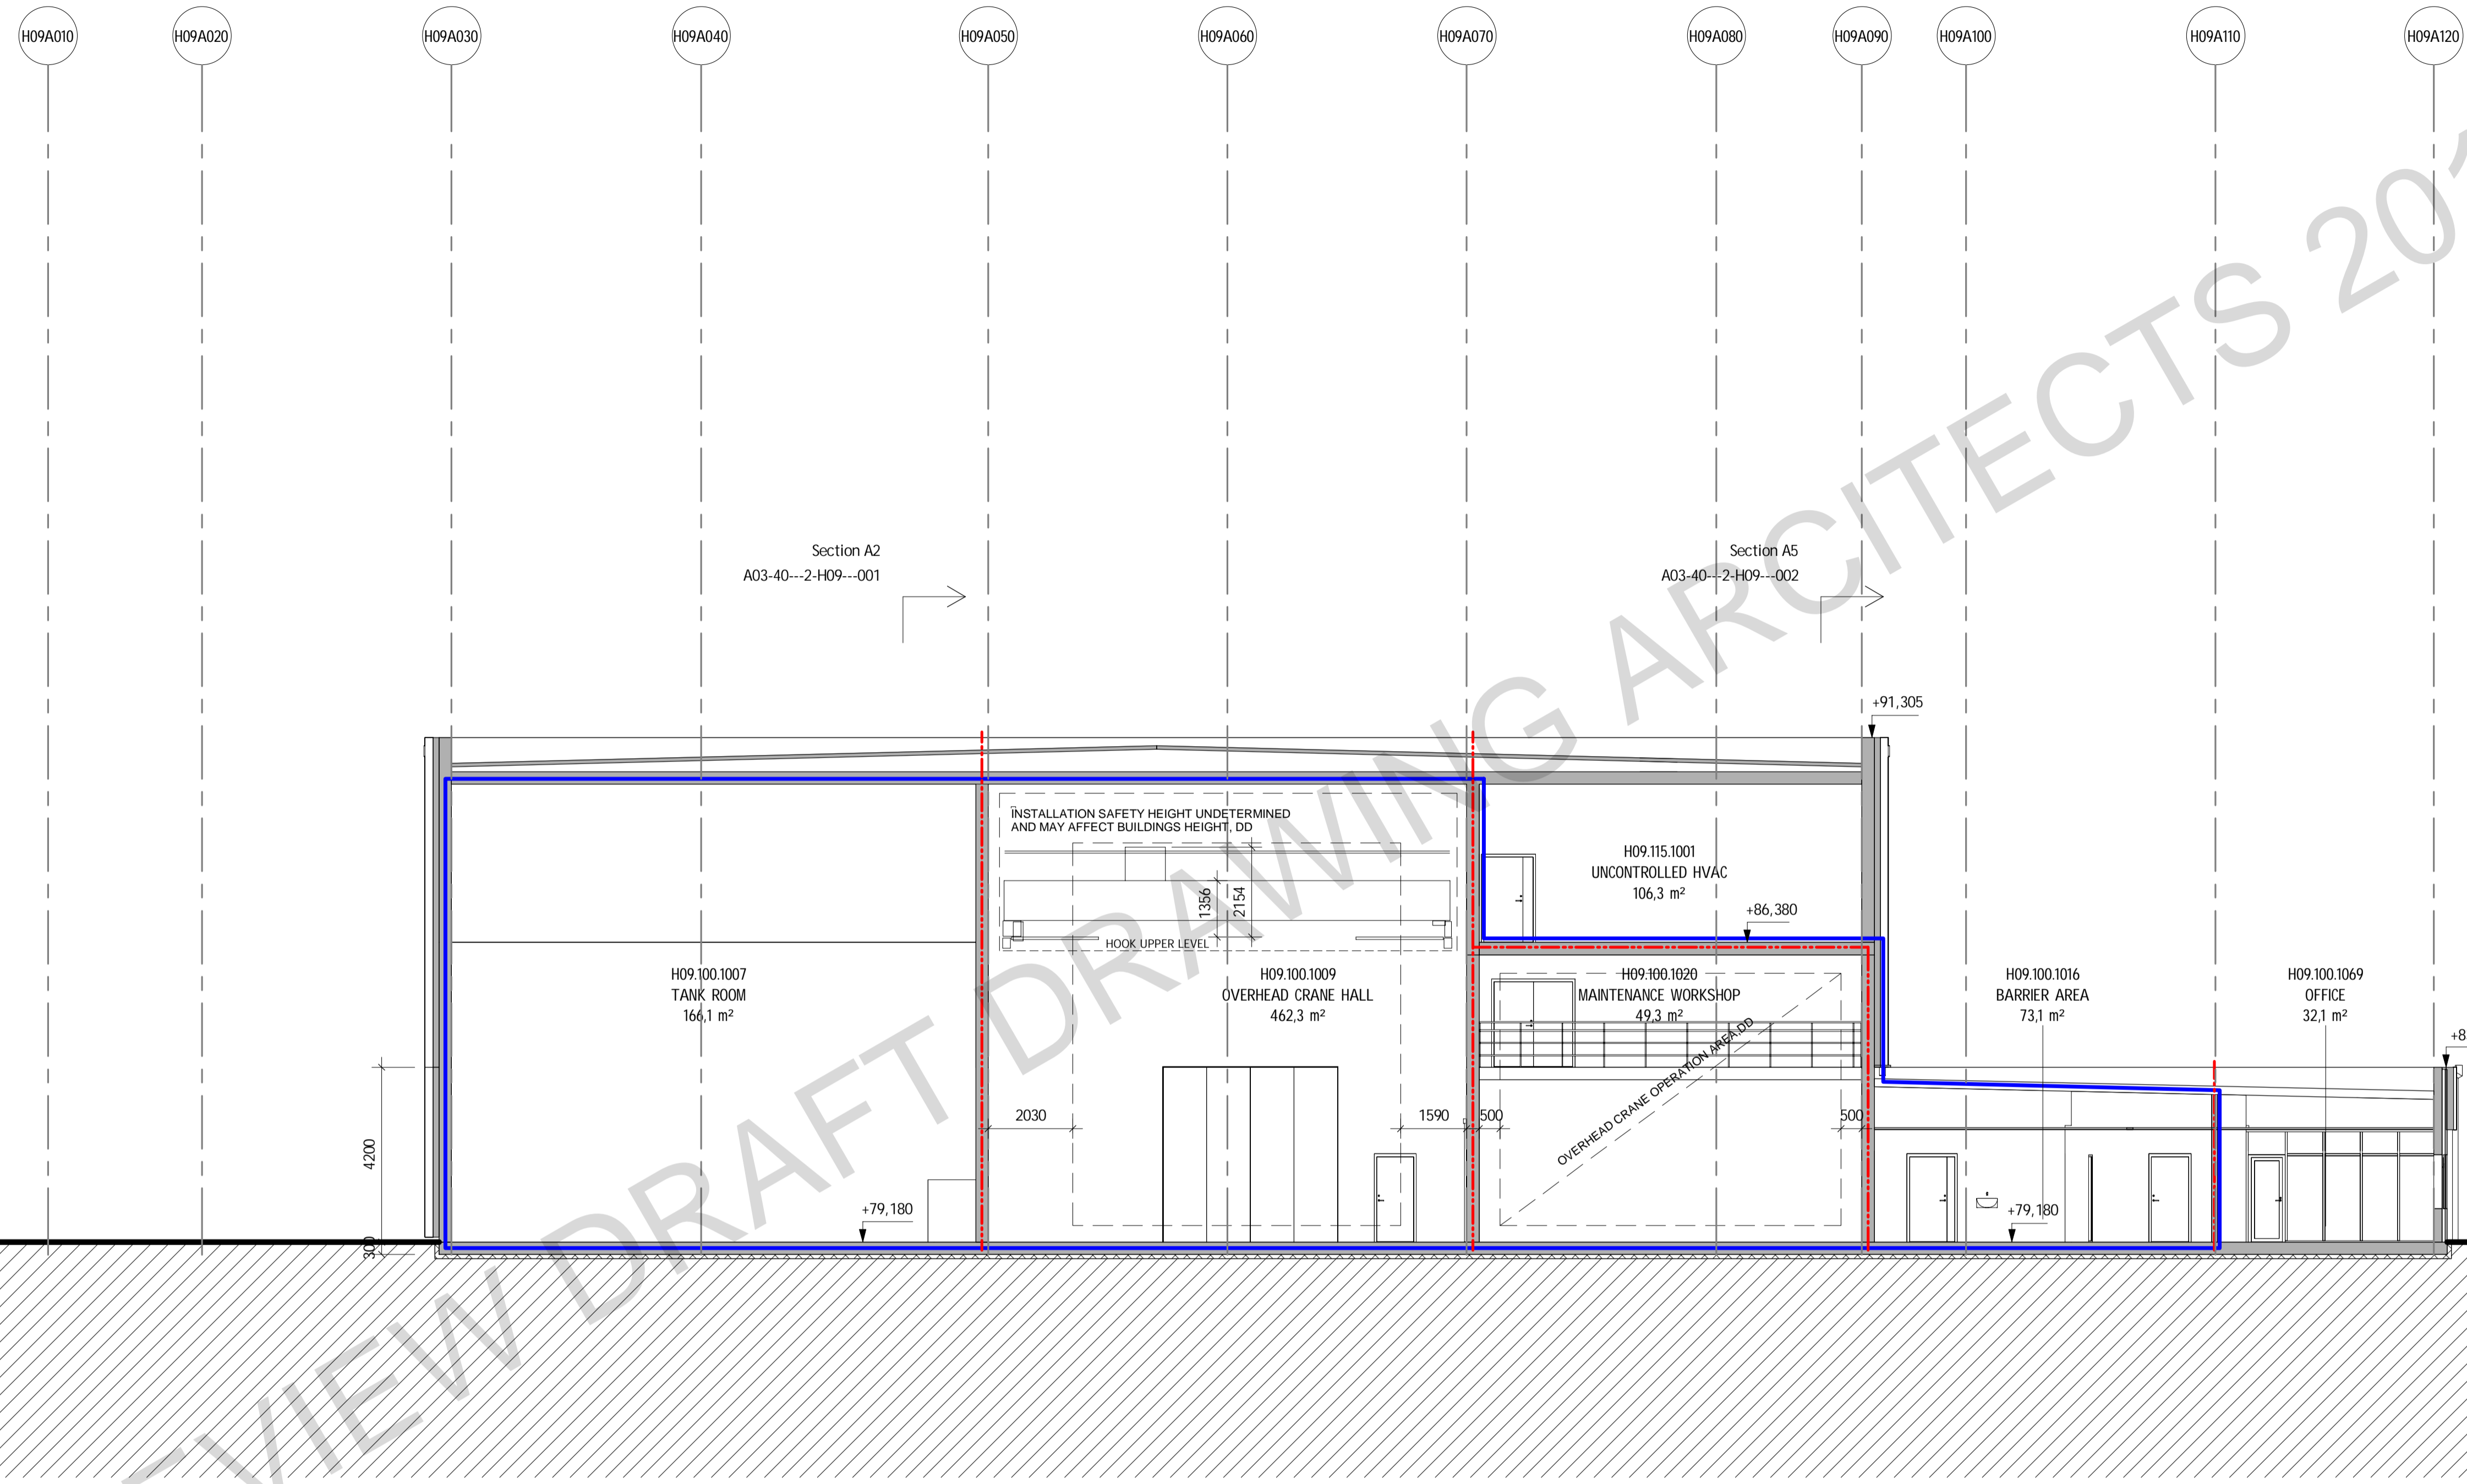 H09A010
H09A020
H09A030
H09A040
H09A050
H09A060
H09A070
H09A080
H09A090
H09A100
H09A110
H09A120
Section A2
A03-40---2-H09---001
Section A5
A03-40---2-H09---002
+91,305
INSTALLATION SAFETY HEIGHT UNDETERMINED
AND MAY AFFECT BUILDINGS HEIGHT, DD
1356
2154
HOOK UPPER LEVEL
H09.115.1001
UNCONTROLLED HVAC
106,3 m²
+86,380
H09.100.1007
TANK ROOM
166,1 m²
H09.100.1009
OVERHEAD CRANE HALL
462,3 m²
H09.100.1020
MAINTENANCE WORKSHOP
49,3 m²
H09.100.1016
BARRIER AREA
73,1 m²
H09.100.1069
OFFICE
32,1 m²
+8
OVERHEAD CRANE OPERATION AREA,DD
2030
1590
500
500
4200
300
+79,180
+79,180
VIEW DRAFT DRAWING ARCITECTS 20